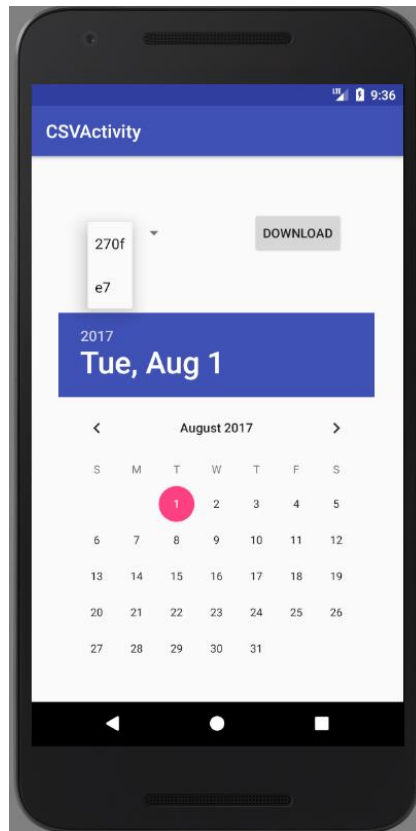 LTE 9:36
CSVActivity
270f
DOWNLOAD
e7
2017
Tue, Aug 1
August 2017
S M T W T F S
1 2 3 4 5
6 7 8 9 10 11 12
13 14 15 16 17 18 19
20 21 22 23 24 25 26
27 28 29 30 31